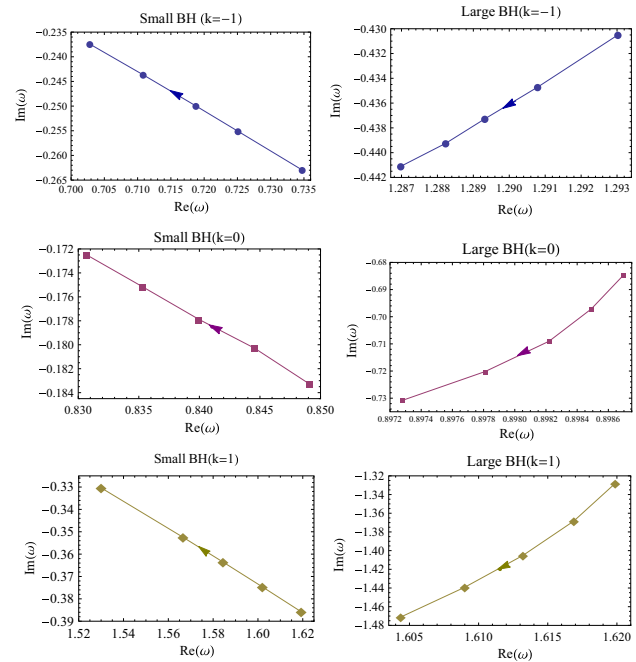 Small BH (k=−1)
Im(ω)
−0.235
−0.240
−0.245
−0.250
−0.255
−0.260
−0.265
0.700 0.705 0.710 0.715 0.720 0.725 0.730 0.735
Re(ω)
Large BH(k=−1)
Im(ω)
−0.430
−0.432
−0.434
−0.436
−0.438
−0.440
−0.442
1.287 1.288 1.289 1.290 1.291 1.292 1.293
Re(ω)
Small BH(k=0)
Im(ω)
−0.172
−0.174
−0.176
−0.178
−0.180
−0.182
−0.184
0.830 0.835 0.840 0.845 0.850
Re(ω)
Large BH(k=0)
Im(ω)
−0.68
−0.69
−0.70
−0.71
−0.72
−0.73
0.8972 0.8974 0.8976 0.8978 0.8980 0.8982 0.8984 0.8986
Re(ω)
Small BH(k=1)
Im(ω)
−0.33
−0.34
−0.35
−0.36
−0.37
−0.38
−0.39
1.52 1.54 1.56 1.58 1.60 1.62
Re(ω)
Large BH(k=1)
Im(ω)
−1.32
−1.34
−1.36
−1.38
−1.40
−1.42
−1.44
−1.46
−1.48
1.605 1.610 1.615 1.620
Re(ω)